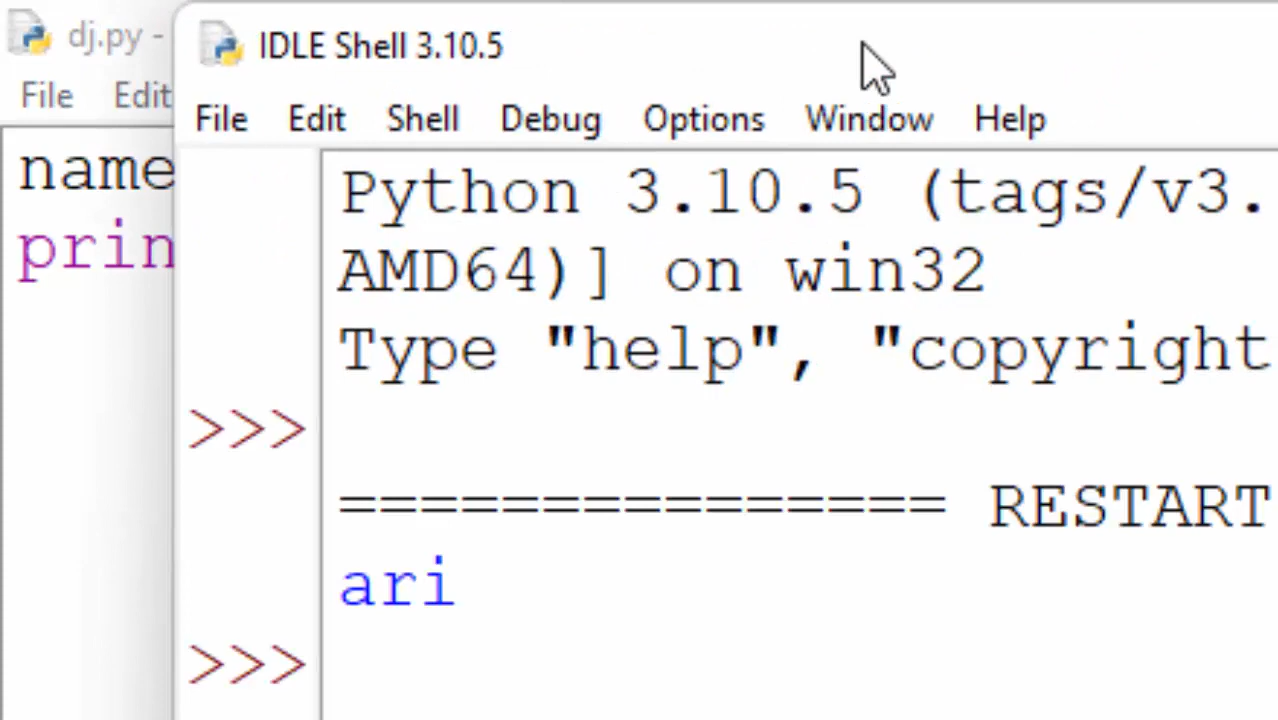 dj.py -
File Edit
name
prin
IDLE Shell 3.10.5
File Edit Shell Debug Options Window Help
Python 3.10.5 (tags/v3.
AMD64)] on win32
Type "help", "copyright
>>>
=============== RESTART
ari
>>>